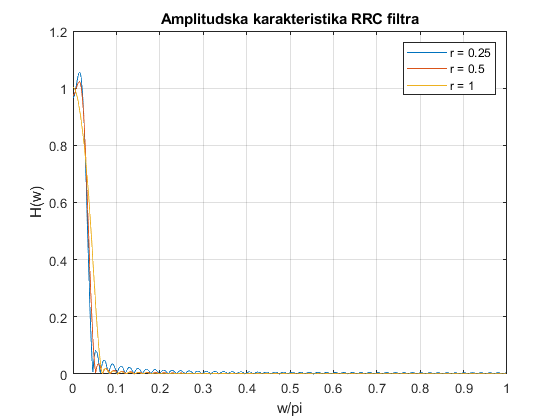 Amplitudska karakteristika RRC filtra
r = 0.25
r = 0.5
r = 1
H(w)
1.2
1
0.8
0.6
0.4
0.2
0
0 0.1 0.2 0.3 0.4 0.5 0.6 0.7 0.8 0.9 1
w/pi